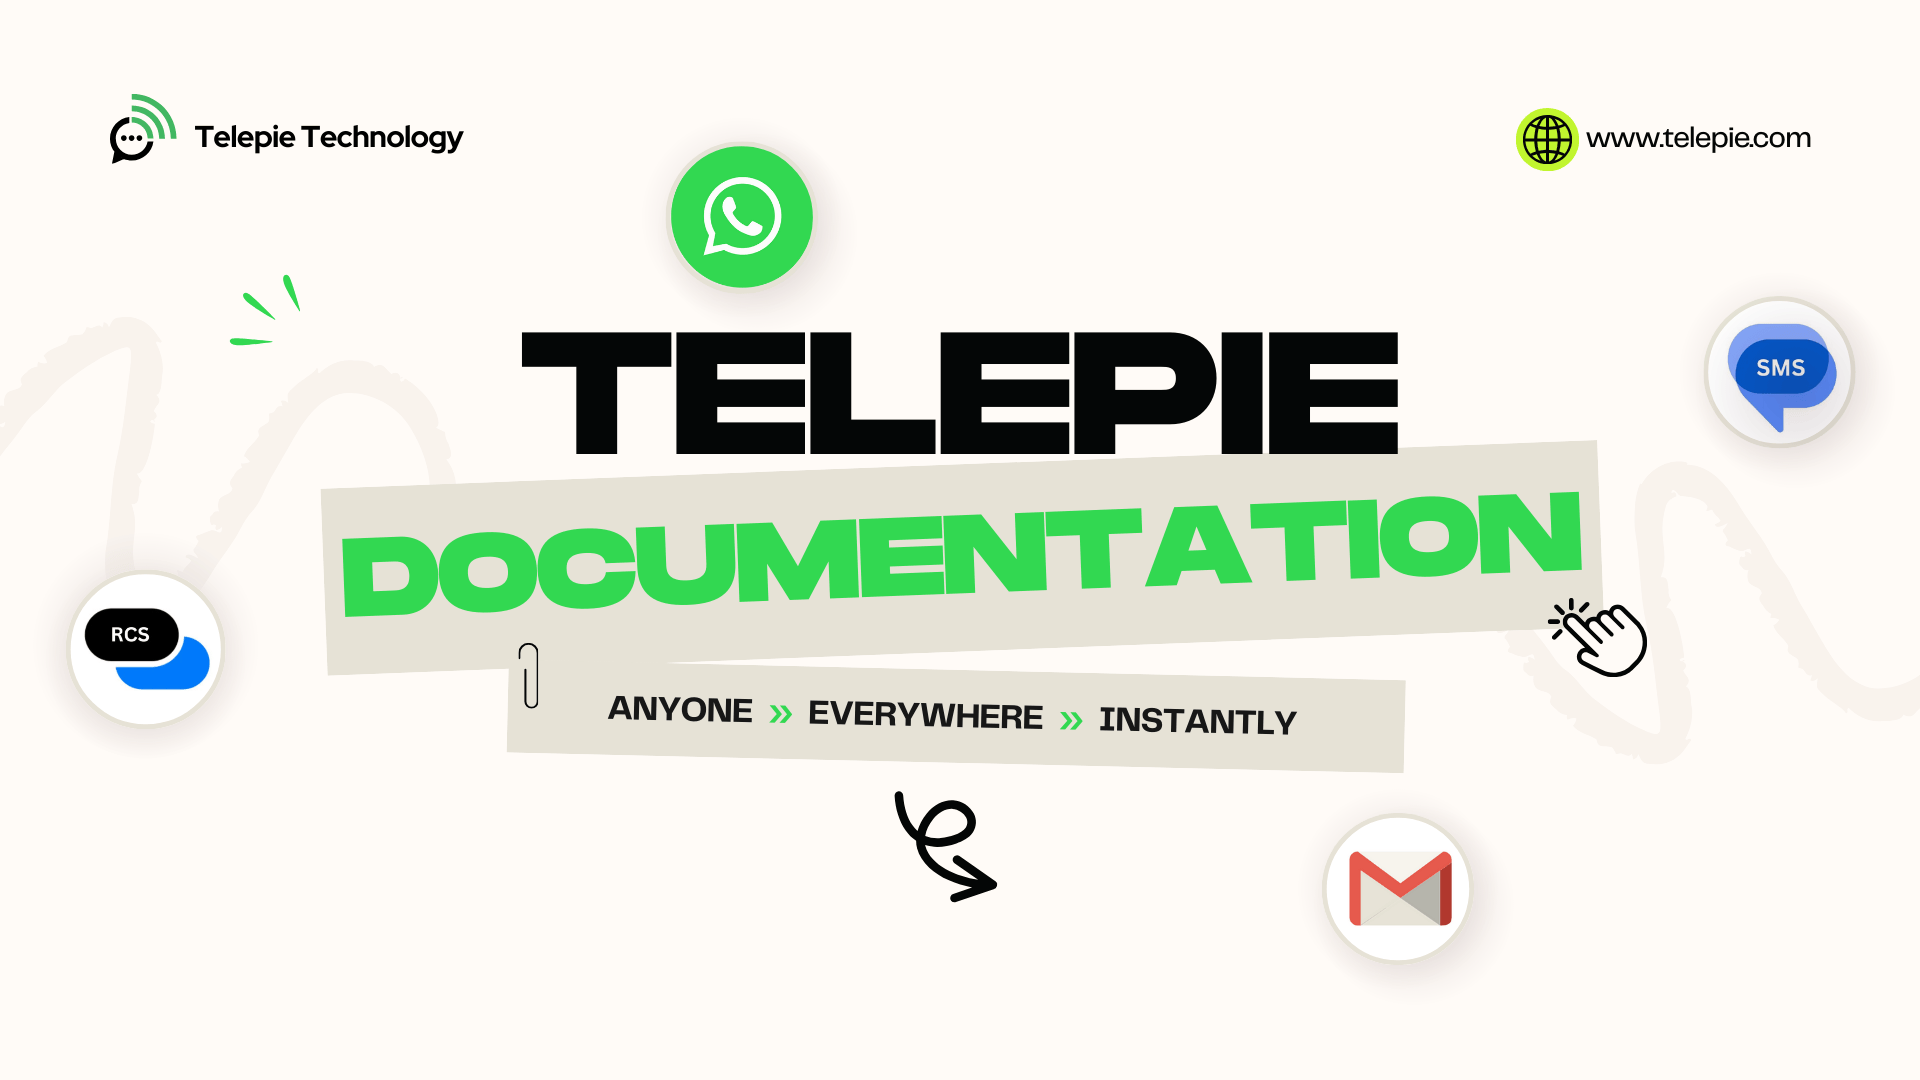 Telepie Technology
www.telepie.com
TELEPIE
SMS
DOCUMENTATION
RCS
ANYONE » EVERYWHERE » INSTANTLY